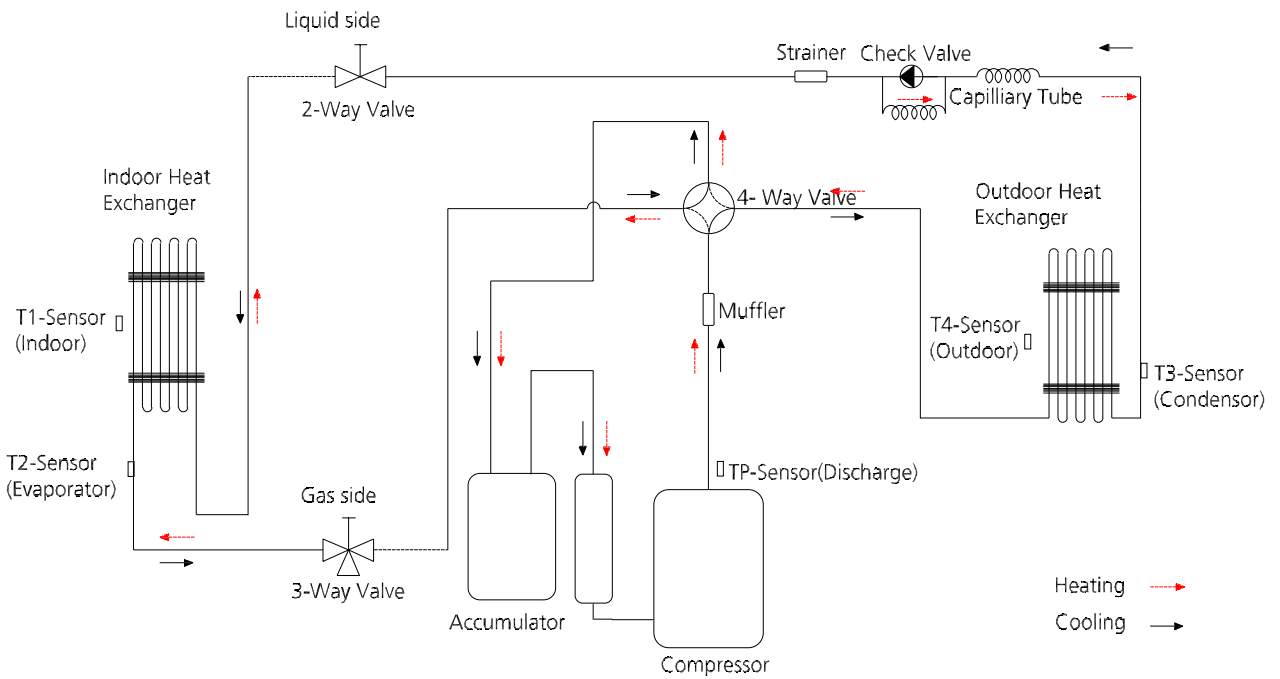 Liquid side
2-Way Valve
Strainer
Check Valve
Capilliary Tube
Indoor Heat
Exchanger
4- Way Valve
Outdoor Heat
Exchanger
T1-Sensor
(Indoor)
Muffler
T4-Sensor
(Outdoor)
T3-Sensor
(Condensor)
T2-Sensor
(Evaporator)
TP-Sensor(Discharge)
Gas side
3-Way Valve
Accumulator
Compressor
Heating
Cooling